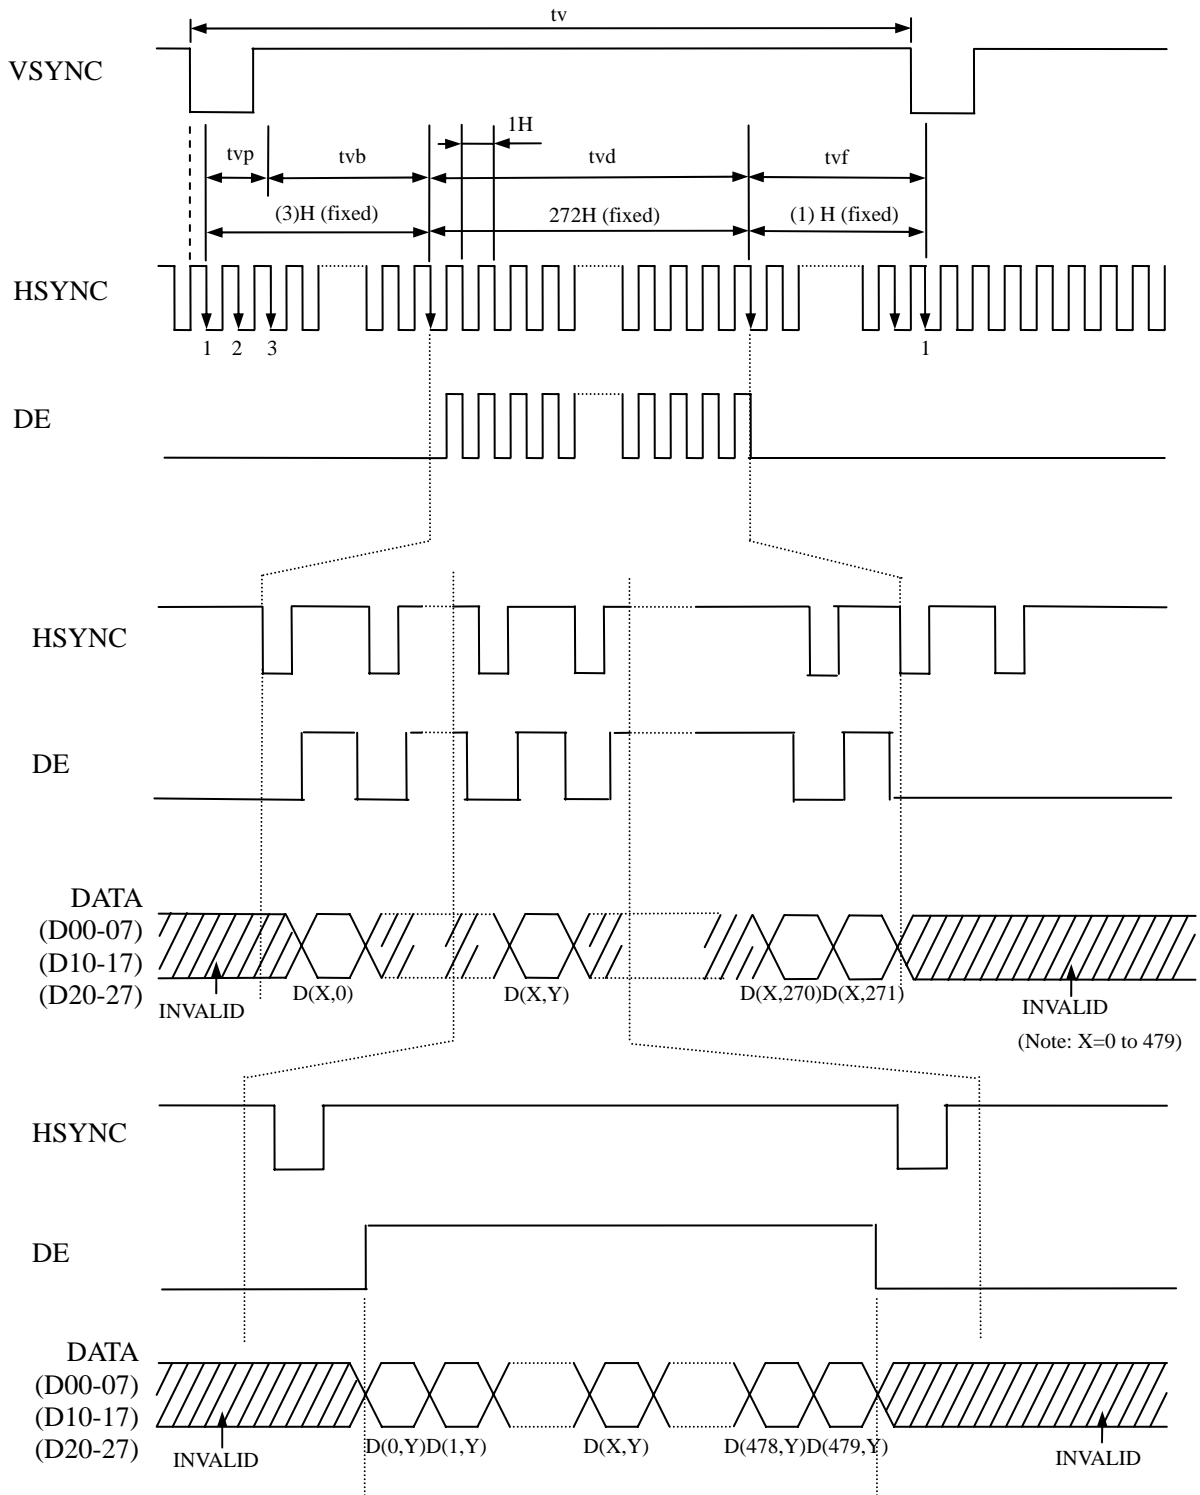 tv
VSYNC
1H
tvp
tvb
tvd
tvf
(3)H (fixed)
272H (fixed)
(1) H (fixed)
HSYNC
1
2
3
1
DE
HSYNC
DE
DATA
(D00-07)
(D10-17)
(D20-27)
INVALID
D(X,0)
D(X,Y)
D(X,270)
D(X,271)
INVALID
(Note: X=0 to 479)
HSYNC
DE
DATA
(D00-07)
(D10-17)
(D20-27)
INVALID
D(0,Y)
D(1,Y)
D(X,Y)
D(478,Y)
D(479,Y)
INVALID